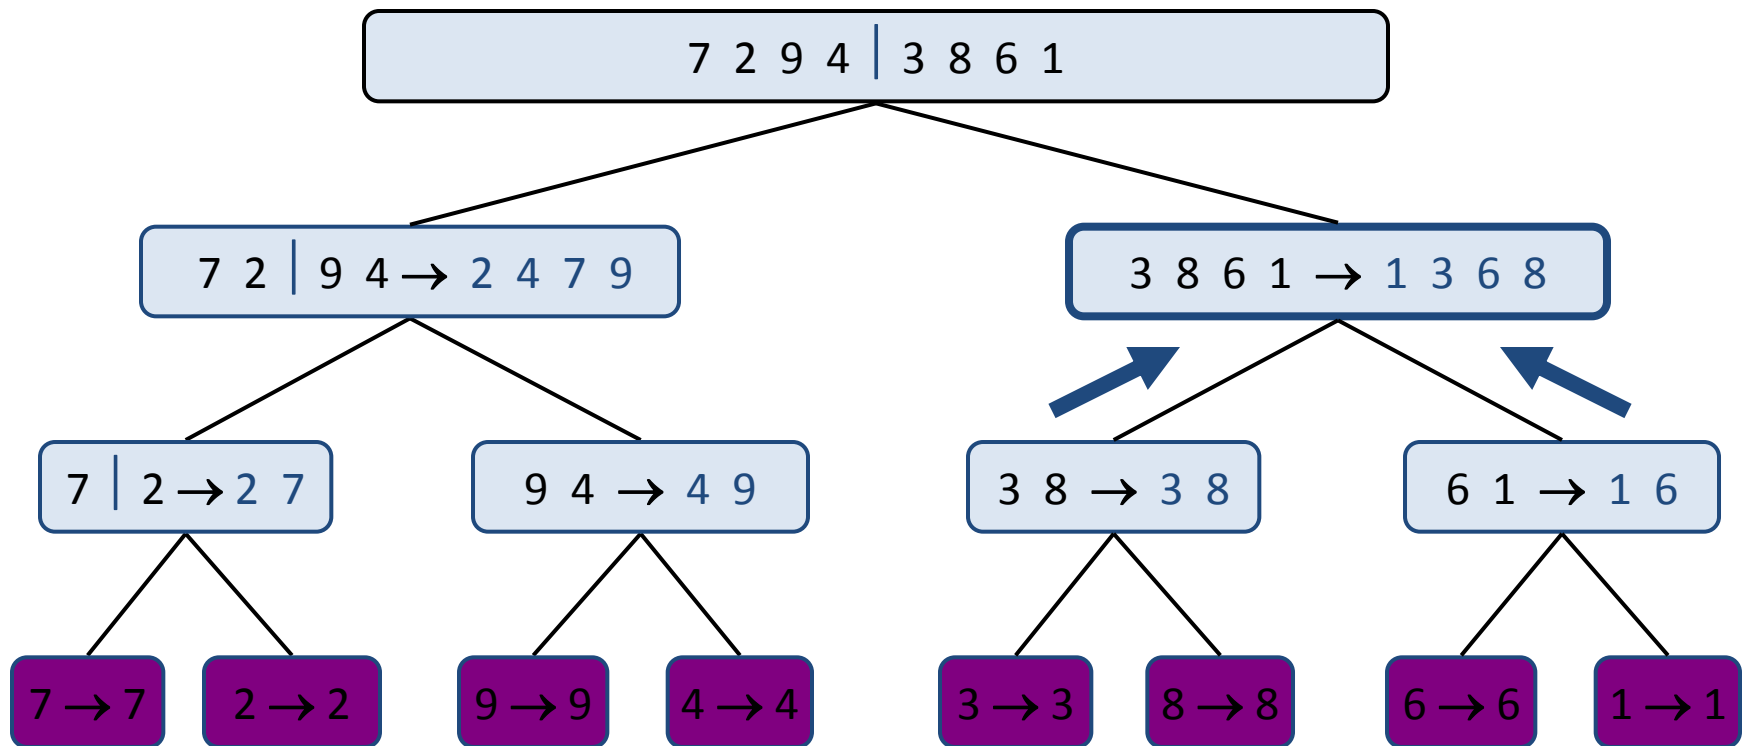 7 2 9 4 | 3 8 6 1
7 2 | 9 4 → 2 4 7 9
3 8 6 1 → 1 3 6 8
7 | 2 → 2 7
9 4 → 4 9
3 8 → 3 8
6 1 → 1 6
7 → 7
2 → 2
9 → 9
4 → 4
3 → 3
8 → 8
6 → 6
1 → 1